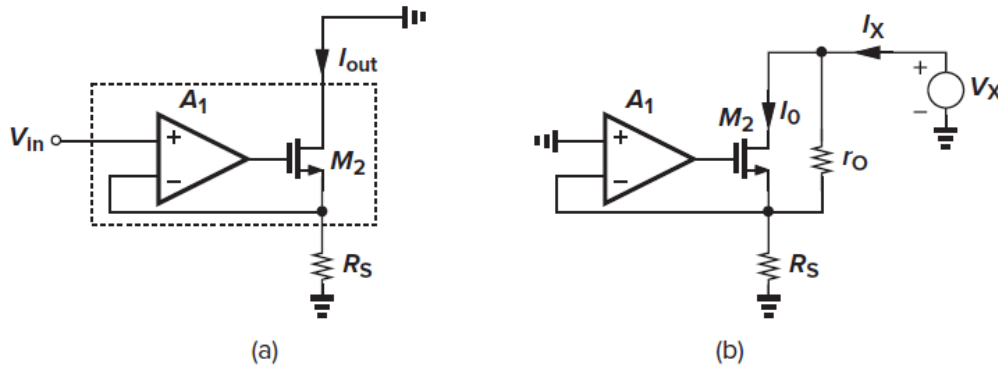 A1
Vin
+
−
Iout
M2
RS
(a)
A1
+
−
M2
I0
IX
+
−
VX
rO
RS
(b)